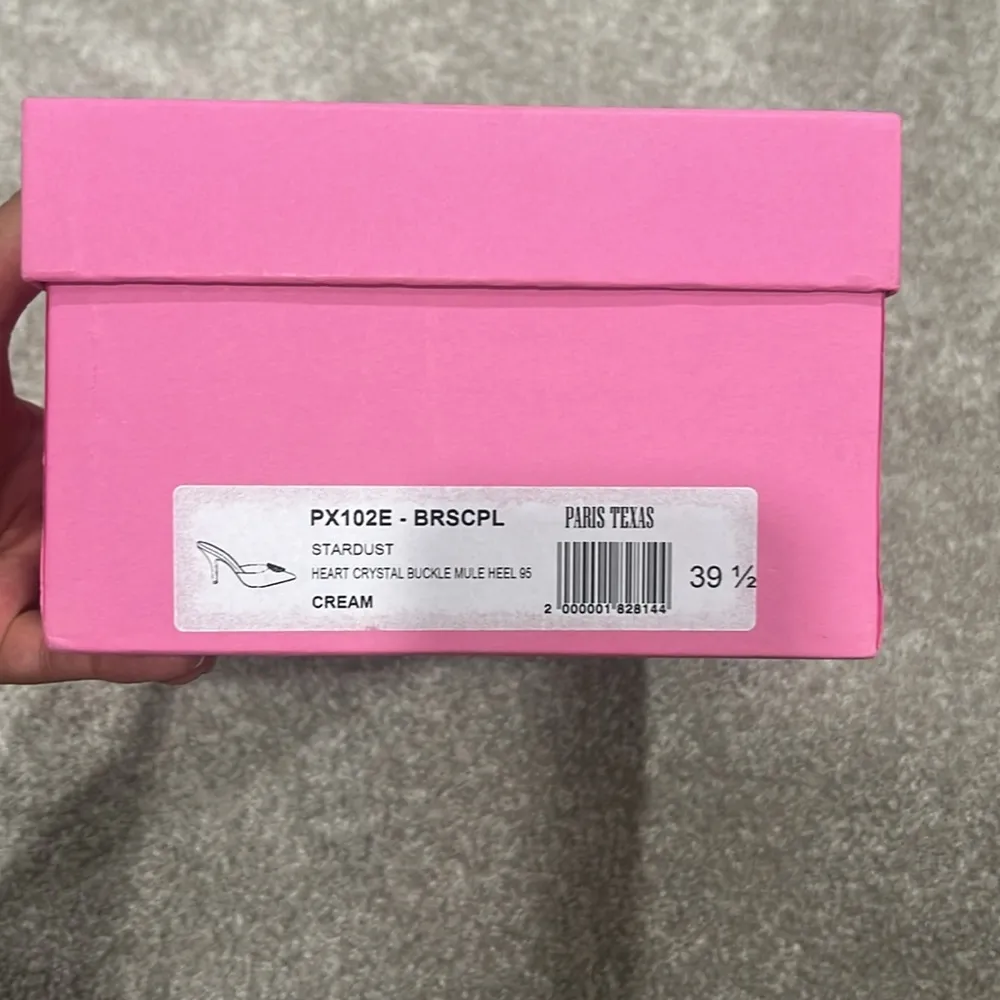 PX102E - BRSCPL
STARDUST
HEART CRYSTAL BUCKLE MULE HEEL 95
CREAM
PARIS TEXAS
2 000001 828144
39 ½